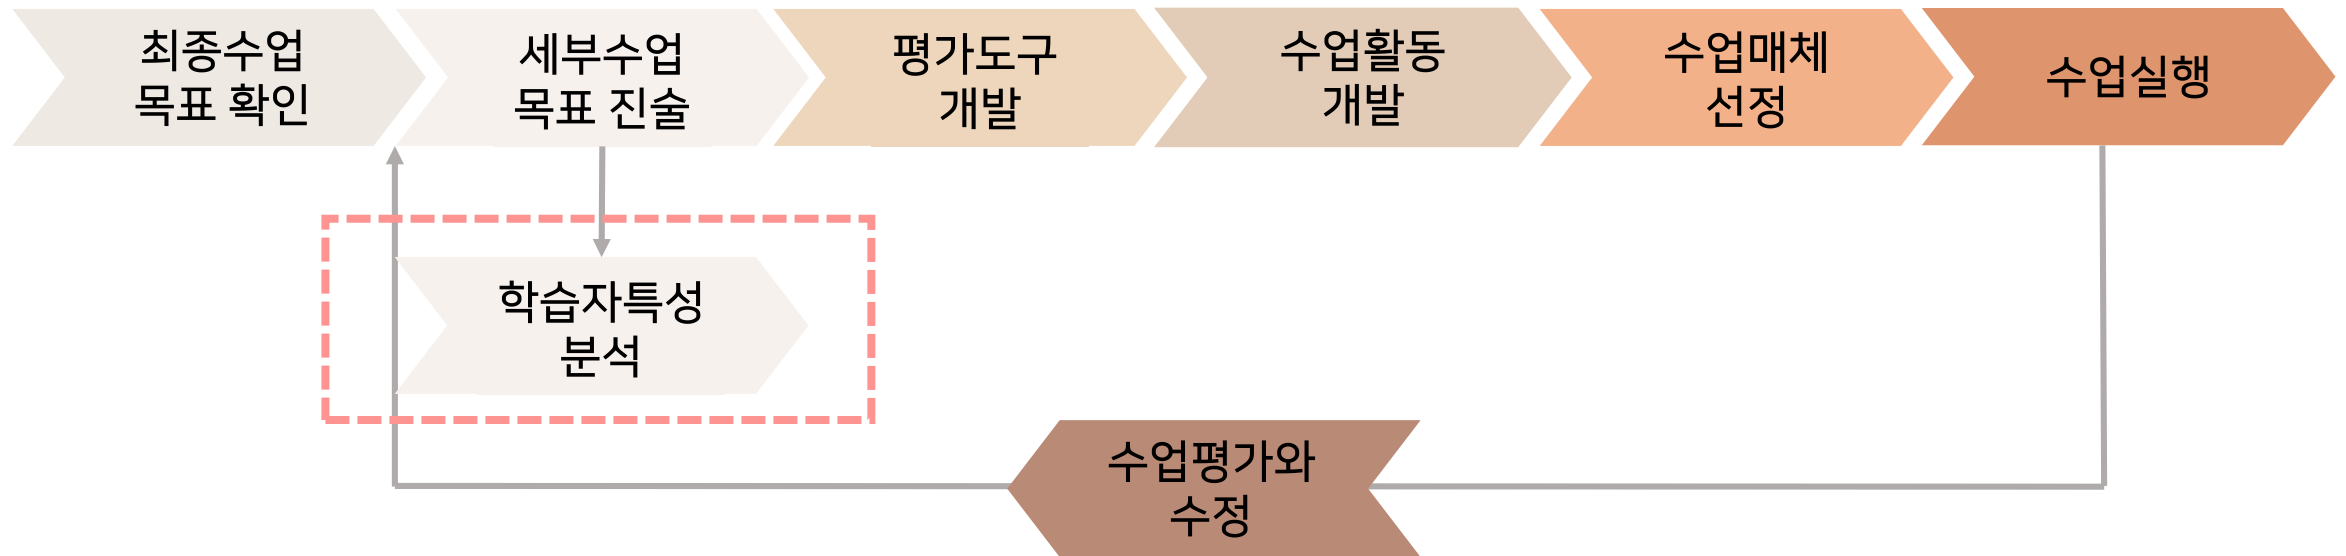 최종수업
목표 확인
세부수업
목표 진술
평가도구
개발
수업활동
개발
수업매체
선정
수업실행
학습자특성
분석
수업평가와
수정